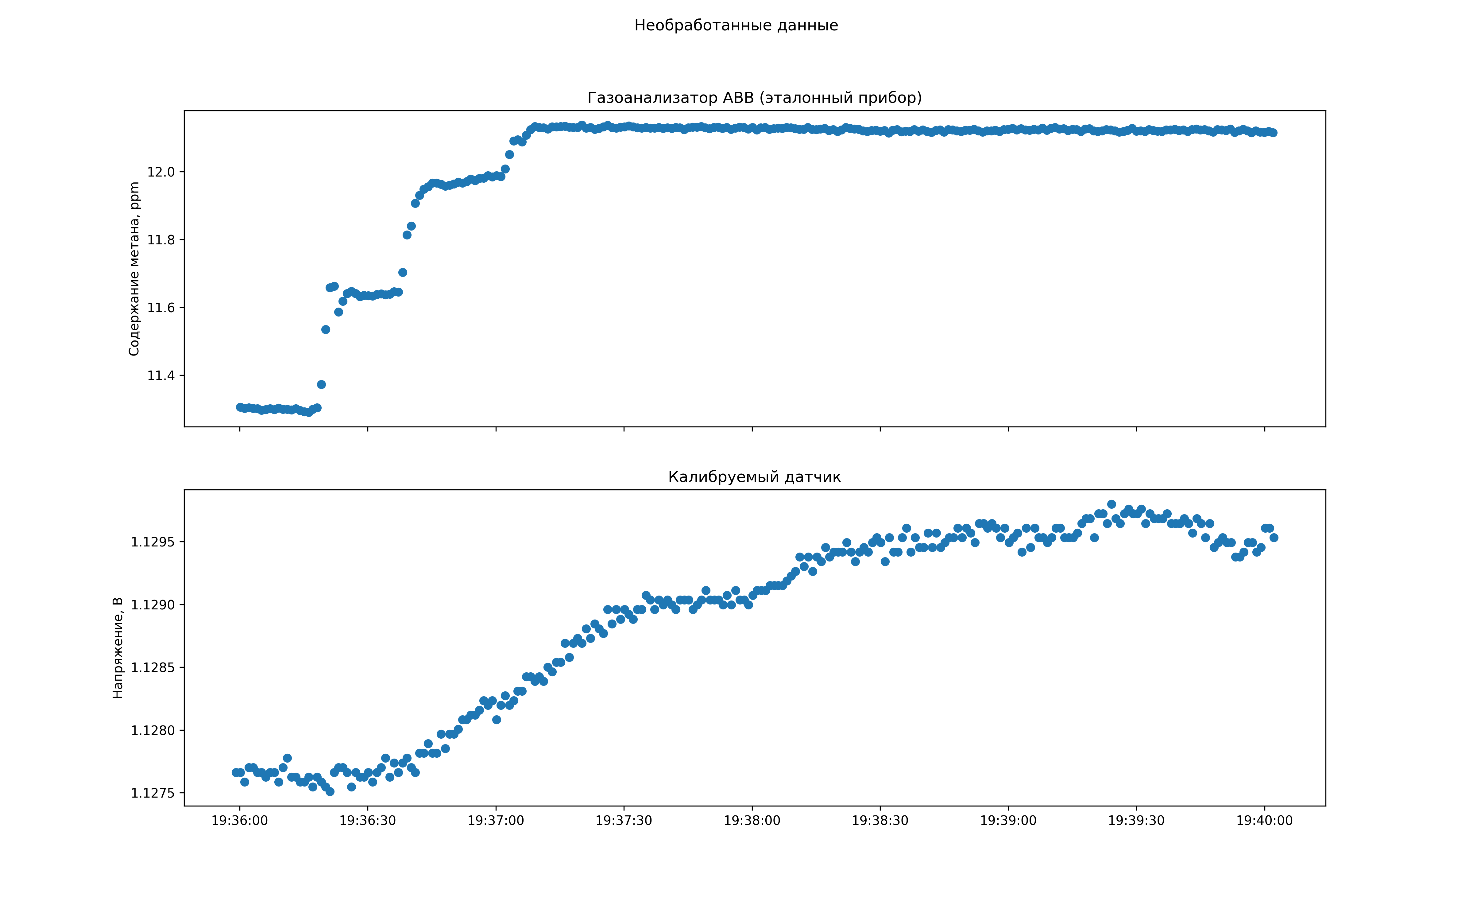 Необработанные данные
Газоанализатор ABB (эталонный прибор)
Содержание метана, ppm
12.0
11.8
11.6
11.4
Калибруемый датчик
Напряжение, В
1.1295
1.1290
1.1285
1.1280
1.1275
19:36:00 19:36:30 19:37:00 19:37:30 19:38:00 19:38:30 19:39:00 19:39:30 19:40:00